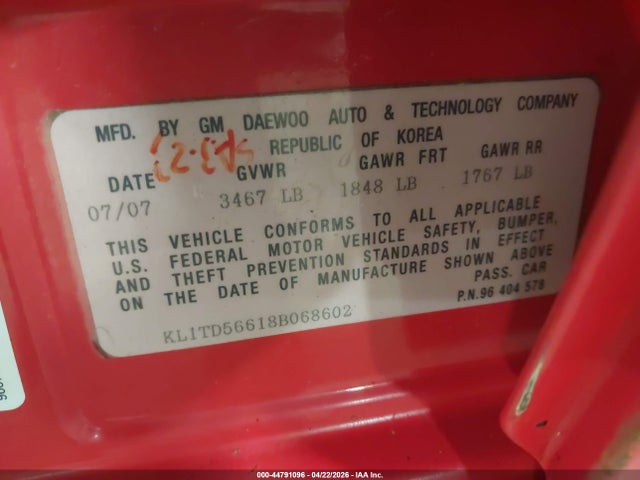 MFD. BY GM DAEWOO AUTO & TECHNOLOGY COMPANY
REPUBLIC OF KOREA
DATE GVWR GAWR FRT GAWR RR
07/07 3467 LB 1848 LB 1767 LB
THIS VEHICLE CONFORMS TO ALL APPLICABLE
U.S. FEDERAL MOTOR VEHICLE SAFETY, BUMPER,
AND THEFT PREVENTION STANDARDS IN EFFECT
ON THE DATE OF MANUFACTURE SHOWN ABOVE
PASS. CAR
P.N.96 404 578
KL1TD56618B068602
000-44791096 - 04/22/2026 - IAA Inc.